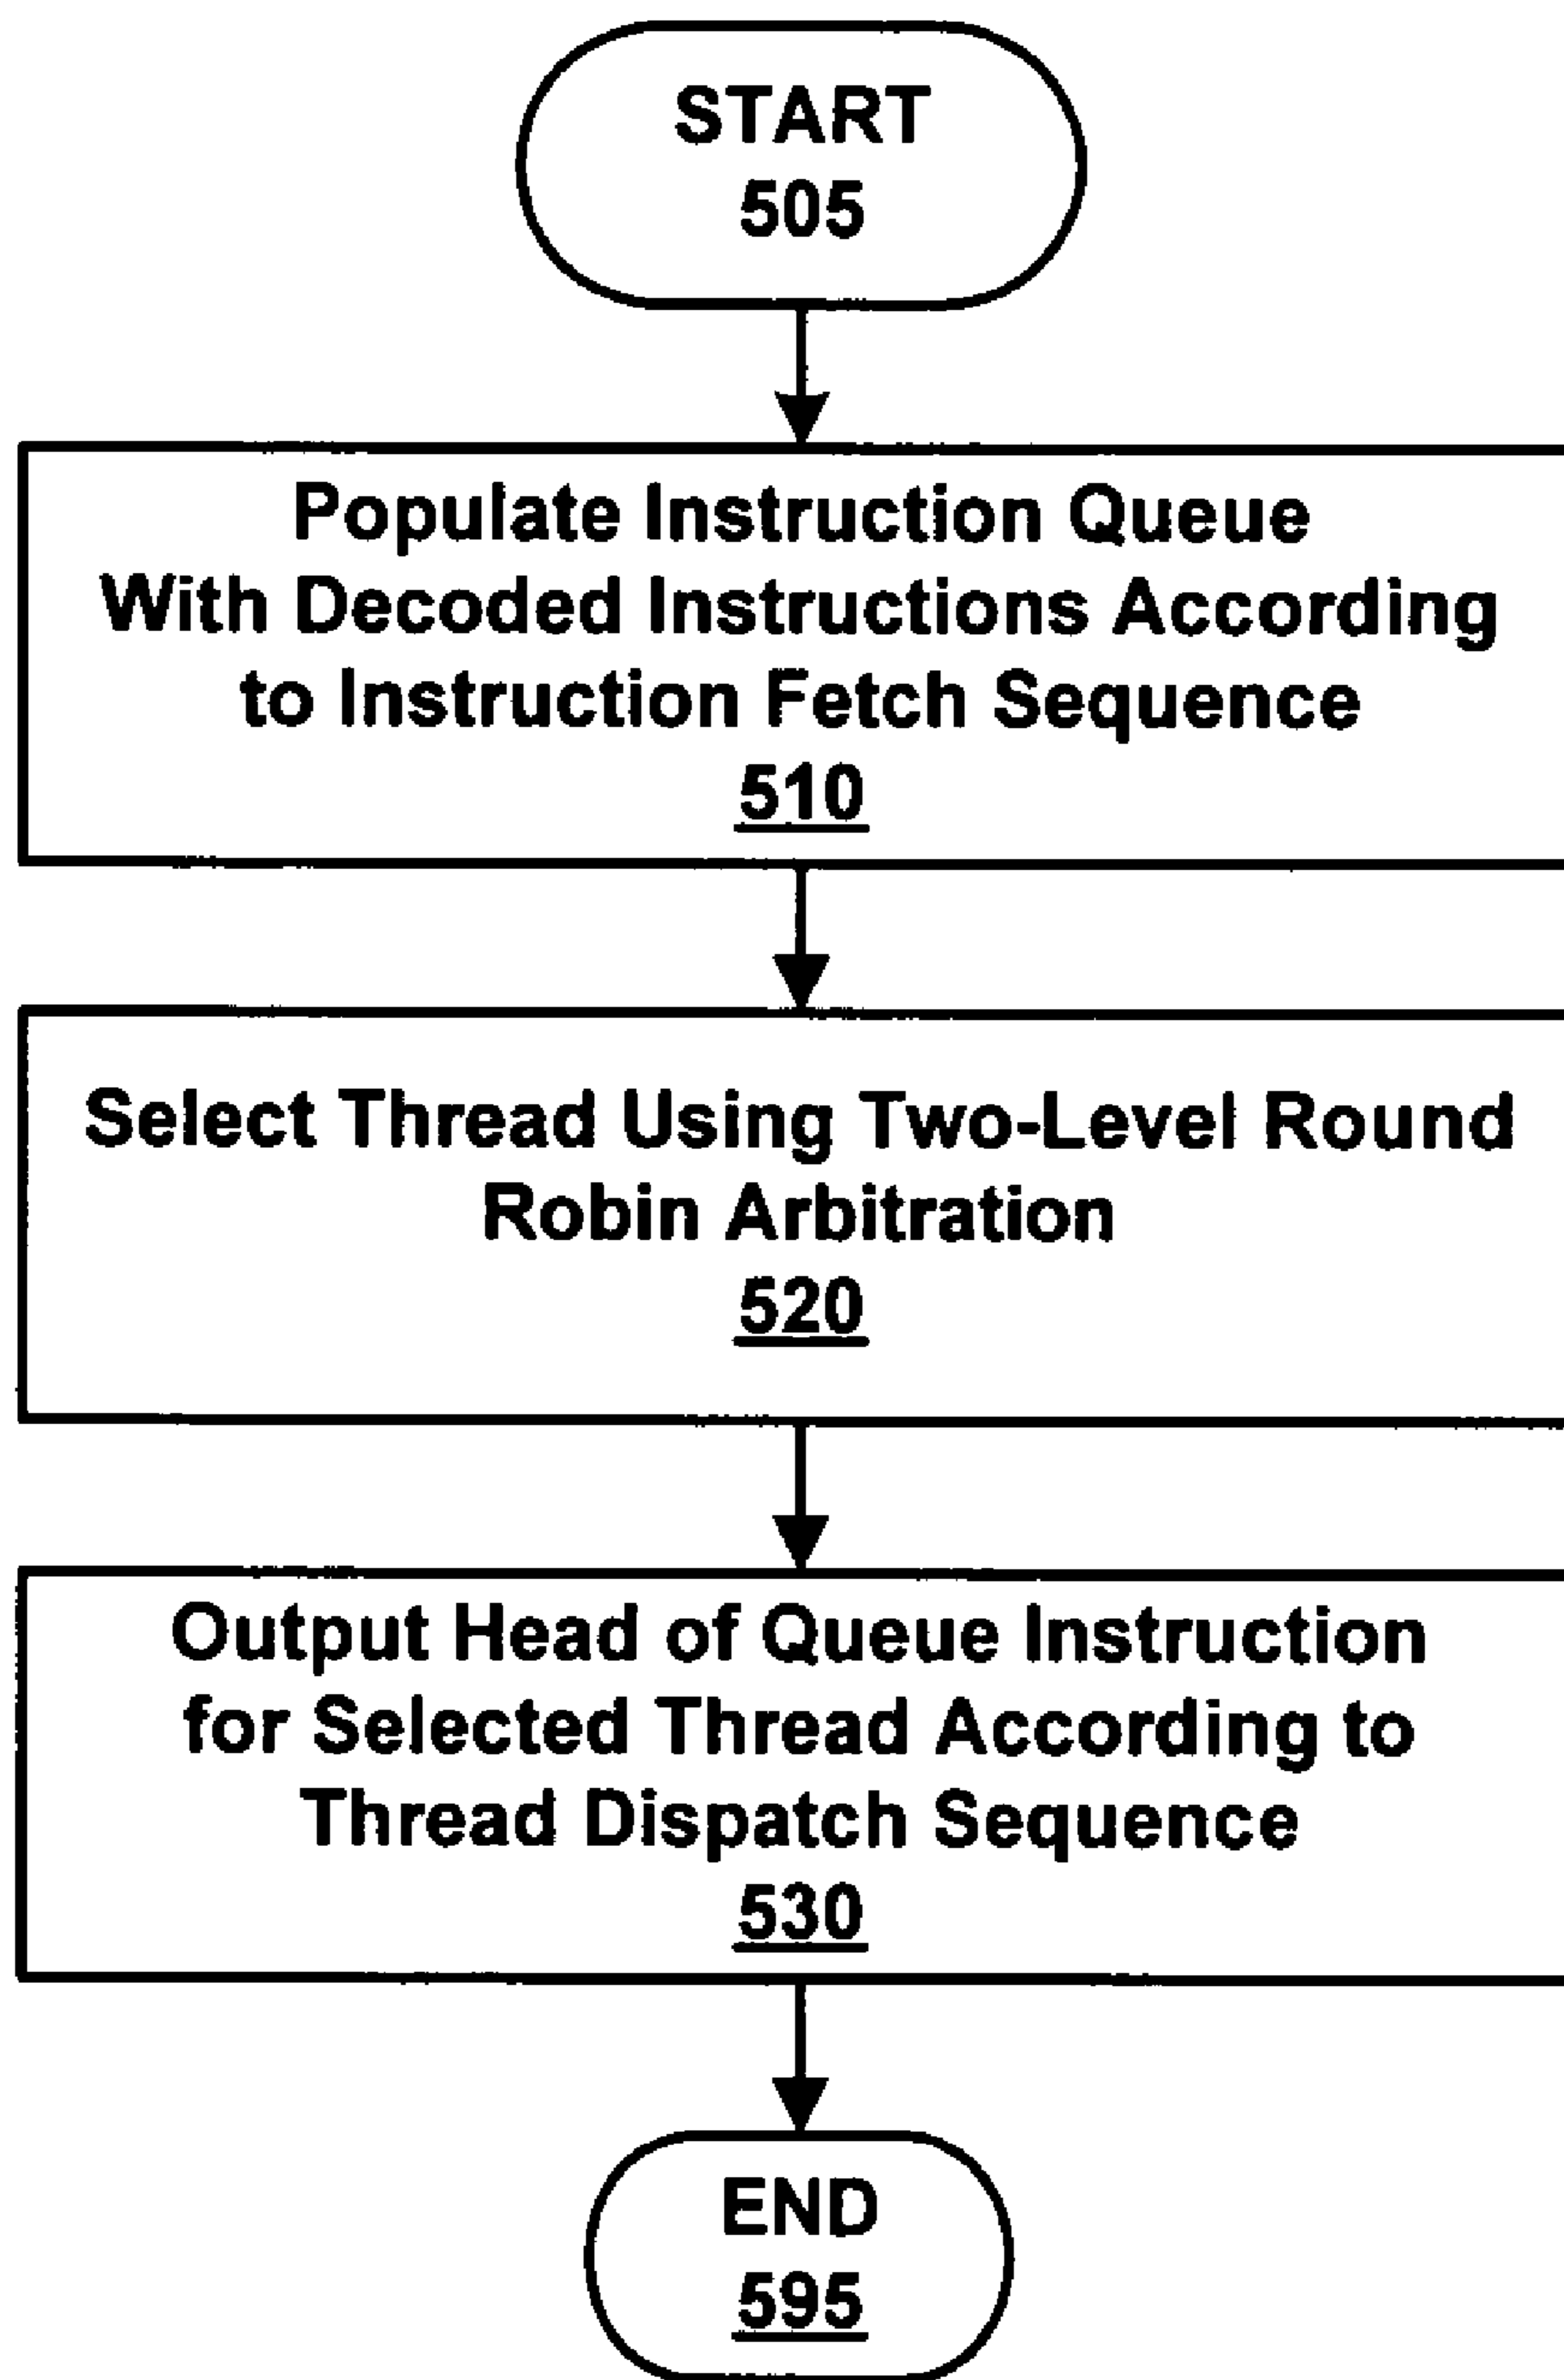 START
505
Populate Instruction Queue
With Decoded Instructions According
to Instruction Fetch Sequence
510
Select Thread Using Two-Level Round
Robin Arbitration
520
Output Head of Queue Instruction
for Selected Thread According to
Thread Dispatch Sequence
530
END
595